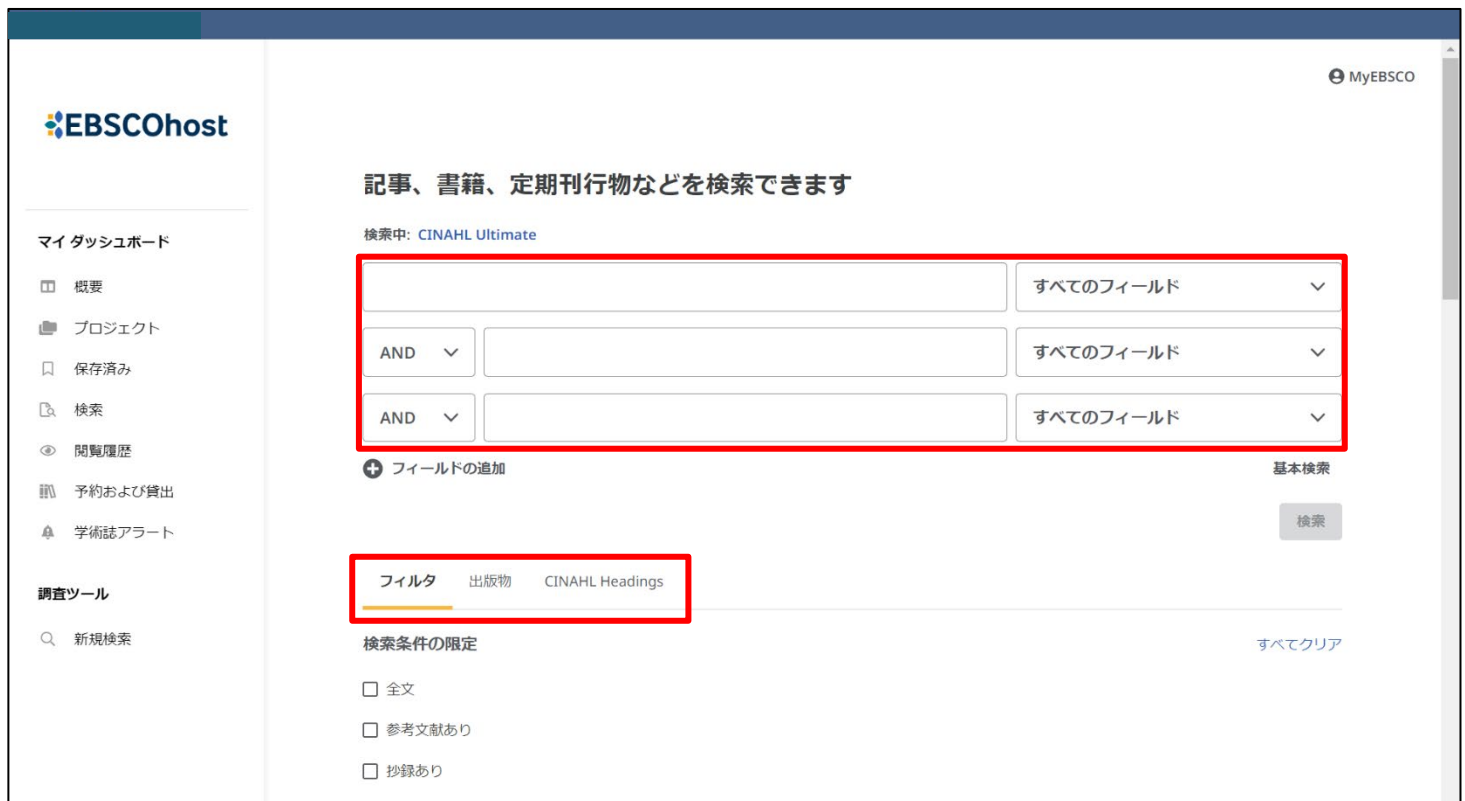 MyEBSCO
EBSCOhost
記事、書籍、定期刊行物などを検索できます
検索中: CINAHL Ultimate
すべてのフィールド
AND すべてのフィールド
AND すべてのフィールド
フィールドの追加 基本検索
検索
フィルタ 出版物 CINAHL Headings
検索条件の限定 すべてクリア
全文
参考文献あり
抄録あり
マイ ダッシュボード
概要
プロジェクト
保存済み
検索
閲覧履歴
予約および貸出
学術誌アラート
調査ツール
新規検索